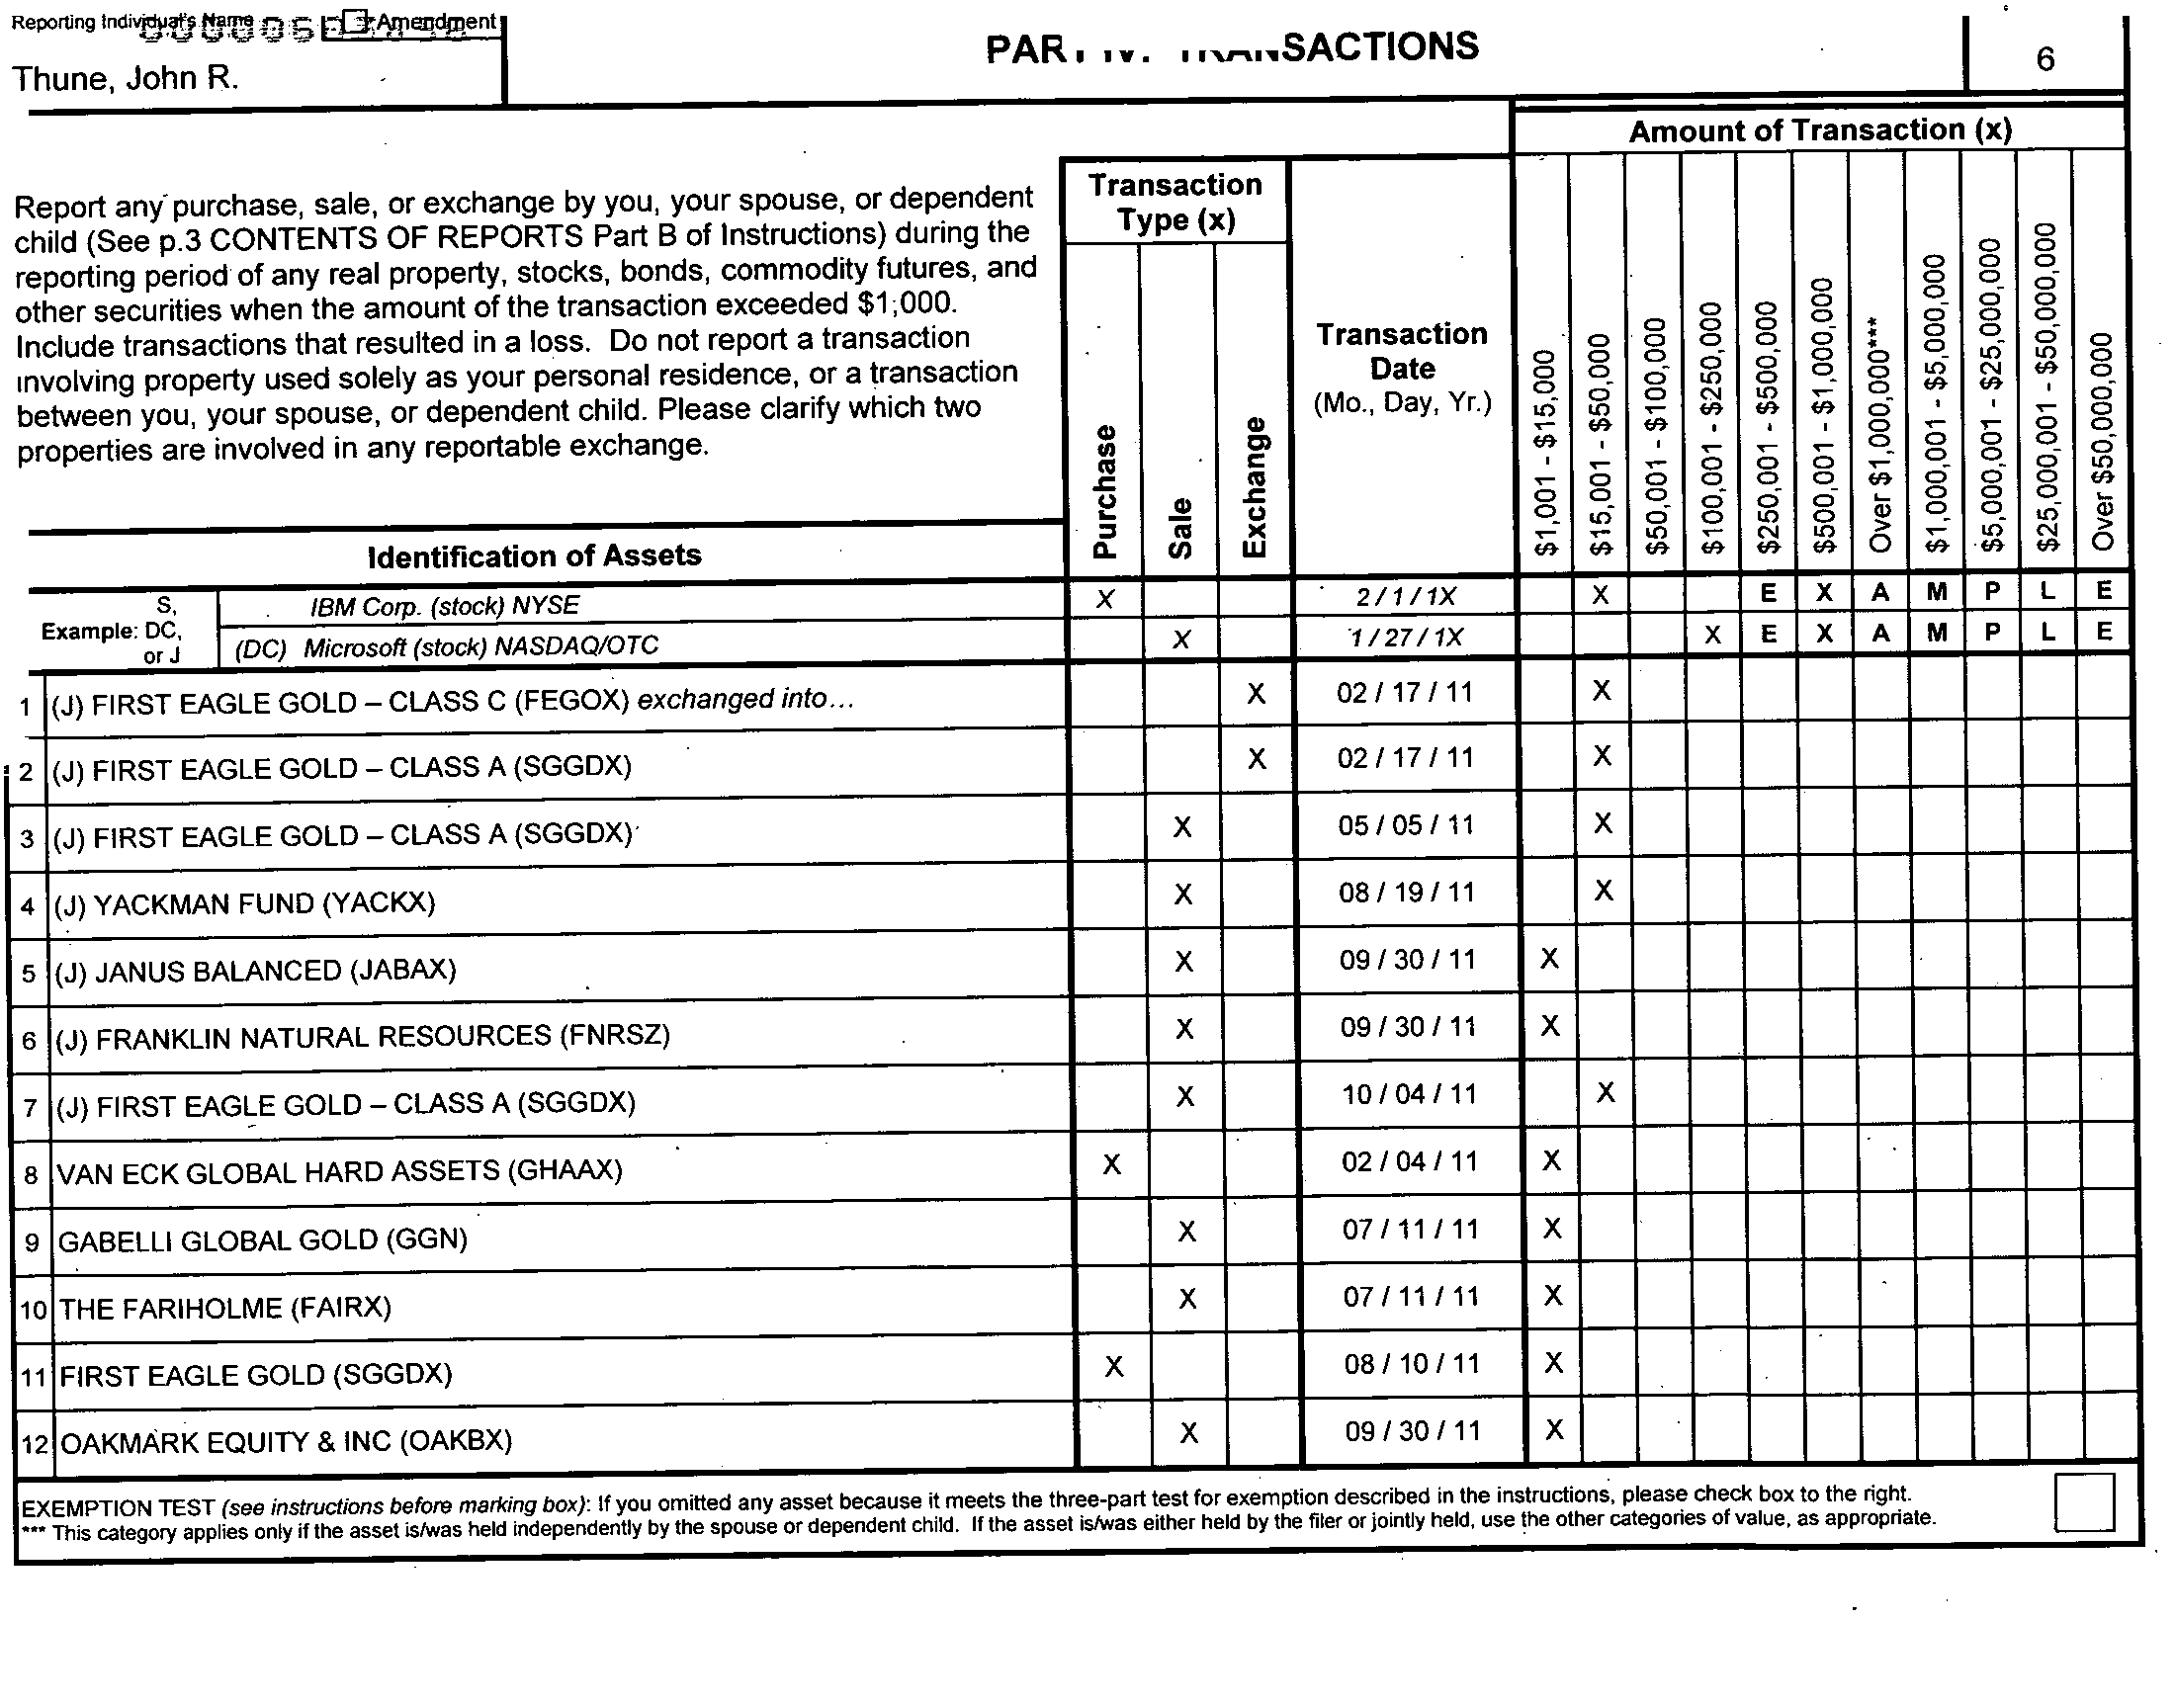 Reporting Individual's Name Amendment
Thune, John R.
SACTIONS
6
Amount of Transaction (x)
Report any purchase, sale, or exchange by you, your spouse, or dependent
child (See p.3 CONTENTS OF REPORTS Part B of Instructions) during the
reporting period of any real property, stocks, bonds, commodity futures, and
other securities when the amount of the transaction exceeded $1,000.
Include transactions that resulted in a loss. Do not report a transaction
involving property used solely as your personal residence, or a transaction
between you, your spouse, or dependent child. Please clarify which two
properties are involved in any reportable exchange.
Transaction
Type (x)
Purchase
Sale
Exchange
Transaction
Date
(Mo., Day, Yr.)
$1,001 - $15,000
$15,001 - $50,000
$50,001 - $100,000
$100,001 - $250,000
$250,001 - $500,000
$500,001 - $1,000,000
Over $1,000,000***
$1,000,001 - $5,000,000
$5,000,001 - $25,000,000
$25,000,001 - $50,000,000
Over $50,000,000
Identification of Assets
Example: S, DC, or J
IBM Corp. (stock) NYSE X 2 / 1 / 1X X E X A M P L E
(DC) Microsoft (stock) NASDAQ/OTC X 1 / 27 / 1X X E X A M P L E
1 (J) FIRST EAGLE GOLD – CLASS C (FEGOX) exchanged into... X 02 / 17 / 11 X
2 (J) FIRST EAGLE GOLD – CLASS A (SGGDX) X 02 / 17 / 11 X
3 (J) FIRST EAGLE GOLD – CLASS A (SGGDX) X 05 / 05 / 11 X
4 (J) YACKMAN FUND (YACKX) X 08 / 19 / 11 X
5 (J) JANUS BALANCED (JABAX) X 09 / 30 / 11 X
6 (J) FRANKLIN NATURAL RESOURCES (FNRSZ) X 09 / 30 / 11 X
7 (J) FIRST EAGLE GOLD – CLASS A (SGGDX) X 10 / 04 / 11 X
8 VAN ECK GLOBAL HARD ASSETS (GHAAX) X 02 / 04 / 11 X
9 GABELLI GLOBAL GOLD (GGN) X 07 / 11 / 11 X
10 THE FARIHOLME (FAIRX) X 07 / 11 / 11 X
11 FIRST EAGLE GOLD (SGGDX) X 08 / 10 / 11 X
12 OAKMARK EQUITY & INC (OAKBX) X 09 / 30 / 11 X
EXEMPTION TEST (see instructions before marking box): If you omitted any asset because it meets the three-part test for exemption described in the instructions, please check box to the right.
*** This category applies only if the asset is/was held independently by the spouse or dependent child. If the asset is/was either held by the filer or jointly held, use the other categories of value, as appropriate.